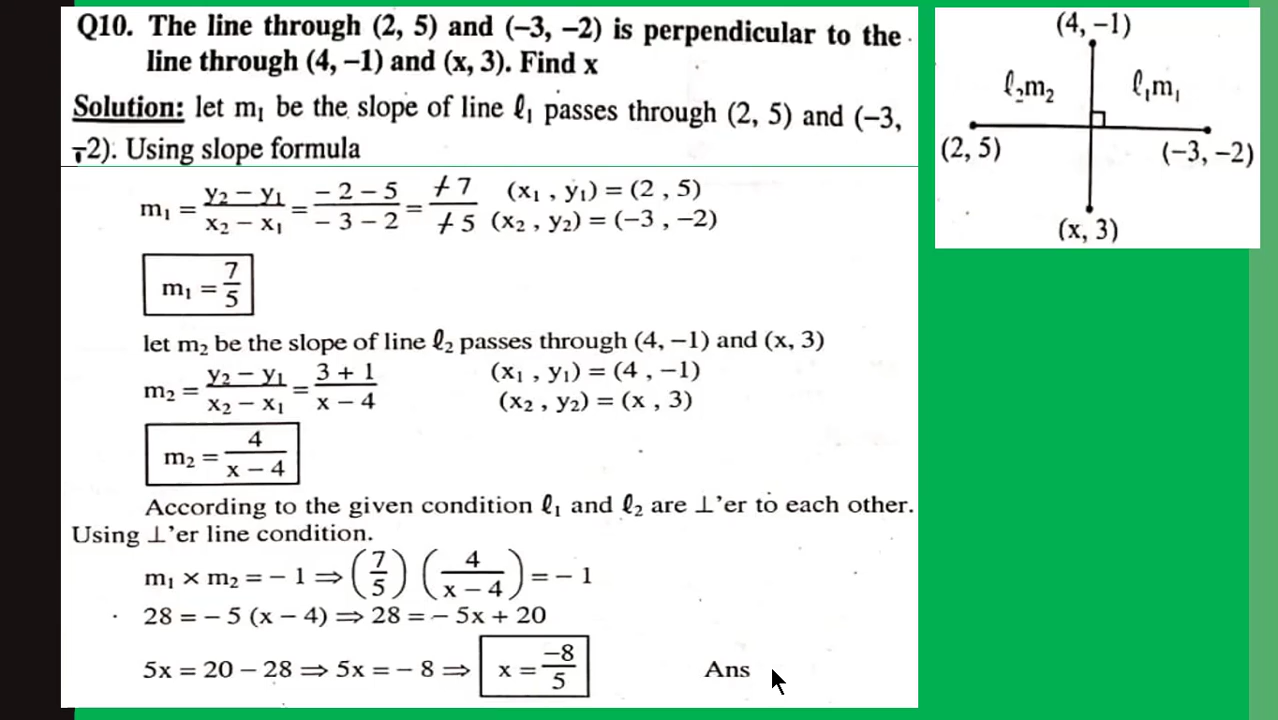 Q10. The line through (2, 5) and (–3, –2) is perpendicular to the
line through (4, –1) and (x, 3). Find x
Solution: let m₁ be the slope of line ℓ₁ passes through (2, 5) and (–3,
–2). Using slope formula
m₁ = (y₂ – y₁)/(x₂ – x₁) = (– 2 – 5)/(– 3 – 2) = (– 7)/(– 5) (x₁ , y₁) = (2 , 5)
(x₂ , y₂) = (–3 , –2)
m₁ = 7/5
let m₂ be the slope of line ℓ₂ passes through (4, –1) and (x, 3)
m₂ = (y₂ – y₁)/(x₂ – x₁) = (3 + 1)/(x – 4) (x₁ , y₁) = (4 , –1)
(x₂ , y₂) = (x , 3)
m₂ = 4/(x – 4)
According to the given condition ℓ₁ and ℓ₂ are ⊥'er to each other.
Using ⊥'er line condition.
m₁ × m₂ = – 1 ⇒ (7/5) (4/(x – 4)) = – 1
28 = – 5 (x – 4) ⇒ 28 = – 5x + 20
5x = 20 – 28 ⇒ 5x = – 8 ⇒ x = –8/5 Ans
(4, –1)
ℓ₂m₂ ℓ₁m₁
(2, 5) (–3, –2)
(x, 3)